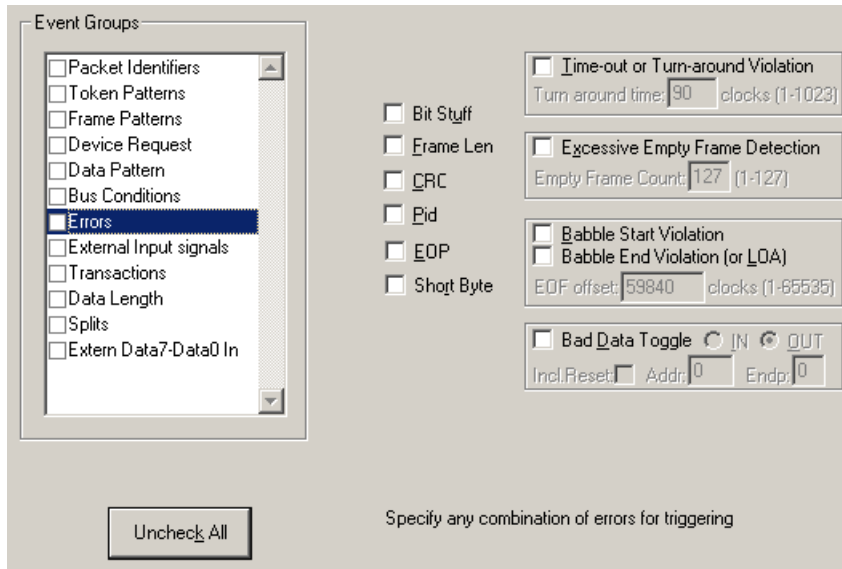 Event Groups
Packet Identifiers
Token Patterns
Frame Patterns
Device Request
Data Pattern
Bus Conditions
Errors
External Input signals
Transactions
Data Length
Splits
Extern Data7-Data0 In
Uncheck All
Bit Stuff
Frame Len
CRC
Pid
EOP
Short Byte
Time-out or Turn-around Violation
Turn around time: 90 clocks (1-1023)
Excessive Empty Frame Detection
Empty Frame Count: 127 (1-127)
Babble Start Violation
Babble End Violation (or LOA)
EOF offset: 59840 clocks (1-65535)
Bad Data Toggle IN OUT
Incl.Reset: Addr: 0 Endp: 0
Specify any combination of errors for triggering